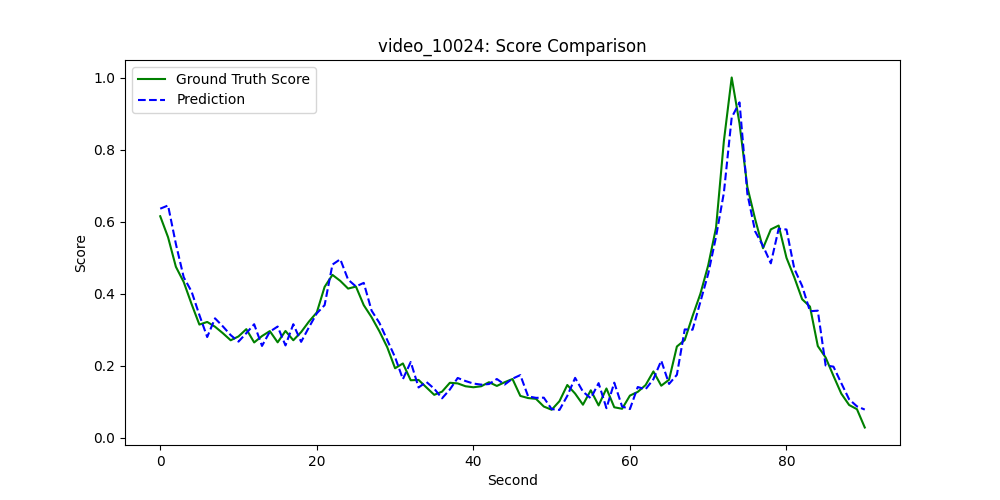 video_10024: Score Comparison
Ground Truth Score
Prediction
1.0
0.8
0.6
0.4
0.2
0.0
Score
0 20 40 60 80
Second